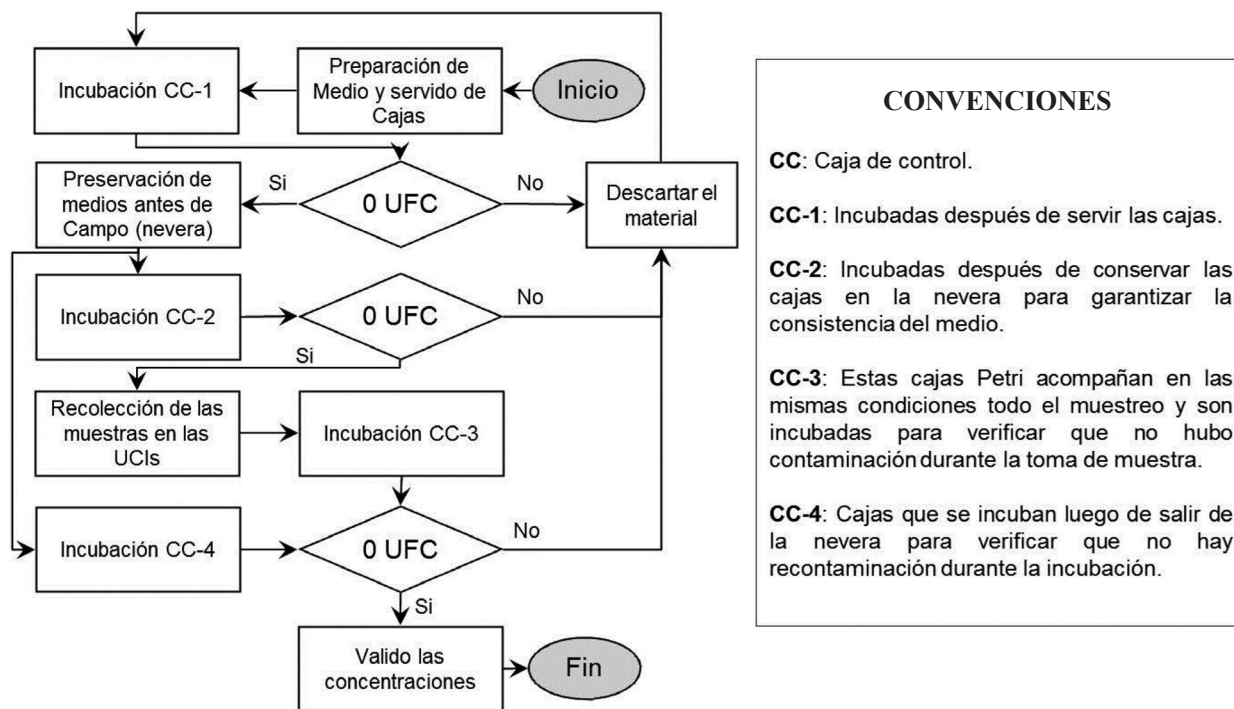 Incubación CC-1
Preparación de
Medio y servido de
Cajas
Inicio
Preservación de
medios antes de
Campo (nevera)
Si
0 UFC
No
Descartar el
material
Incubación CC-2
0 UFC
No
Si
Recolección de las
muestras en las
UCIs
Incubación CC-3
Incubación CC-4
0 UFC
No
Si
Valido las
concentraciones
Fin
CONVENCIONES
CC: Caja de control.
CC-1: Incubadas después de servir las cajas.
CC-2: Incubadas después de conservar las
cajas en la nevera para garantizar la
consistencia del medio.
CC-3: Estas cajas Petri acompañan en las
mismas condiciones todo el muestreo y son
incubadas para verificar que no hubo
contaminación durante la toma de muestra.
CC-4: Cajas que se incuban luego de salir de
la nevera para verificar que no hay
recontaminación durante la incubación.